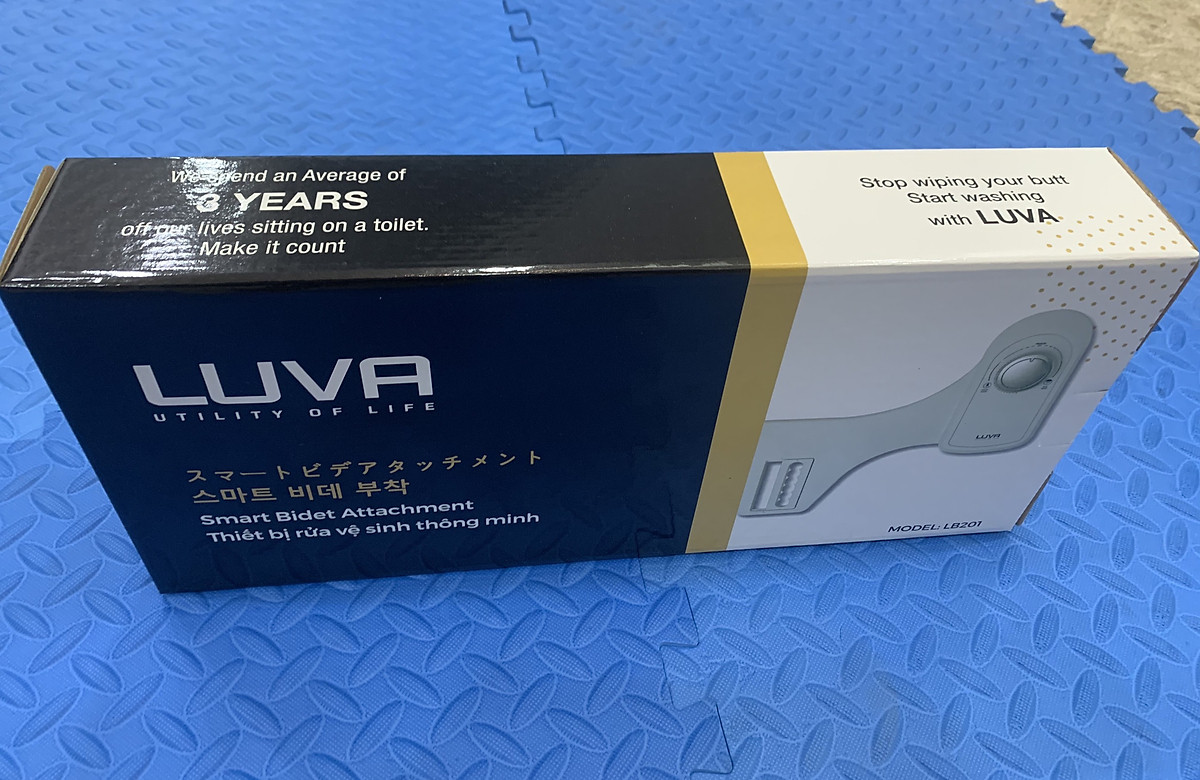 We spend an Average of
3 YEARS
off our lives sitting on a toilet.
Make it count
Stop wiping your butt
Start washing
with LUVA
LUVA
UTILITY OF LIFE
スマートビデアタッチメント
스마트 비데 부착
Smart Bidet Attachment
Thiết bị rửa vệ sinh thông minh
LUVA
MODEL: LB201